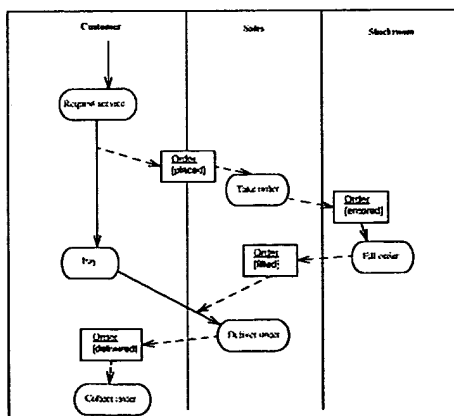 Customer
Sales
Stockroom
Request service
Order
[placed]
Take order
Order
[entered]
Pay
Order
[filled]
Fill order
Order
[delivered]
Deliver order
Collect order